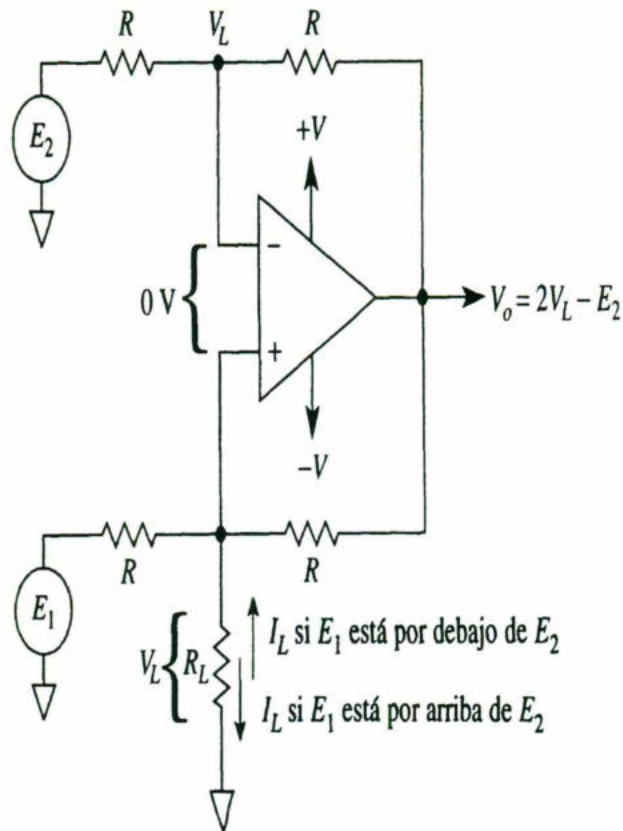 R
V_L
R
E_2
+V
0 V
−
+
V_o = 2V_L − E_2
−V
R
R
E_1
V_L
R_L
I_L si E_1 está por debajo de E_2
I_L si E_1 está por arriba de E_2